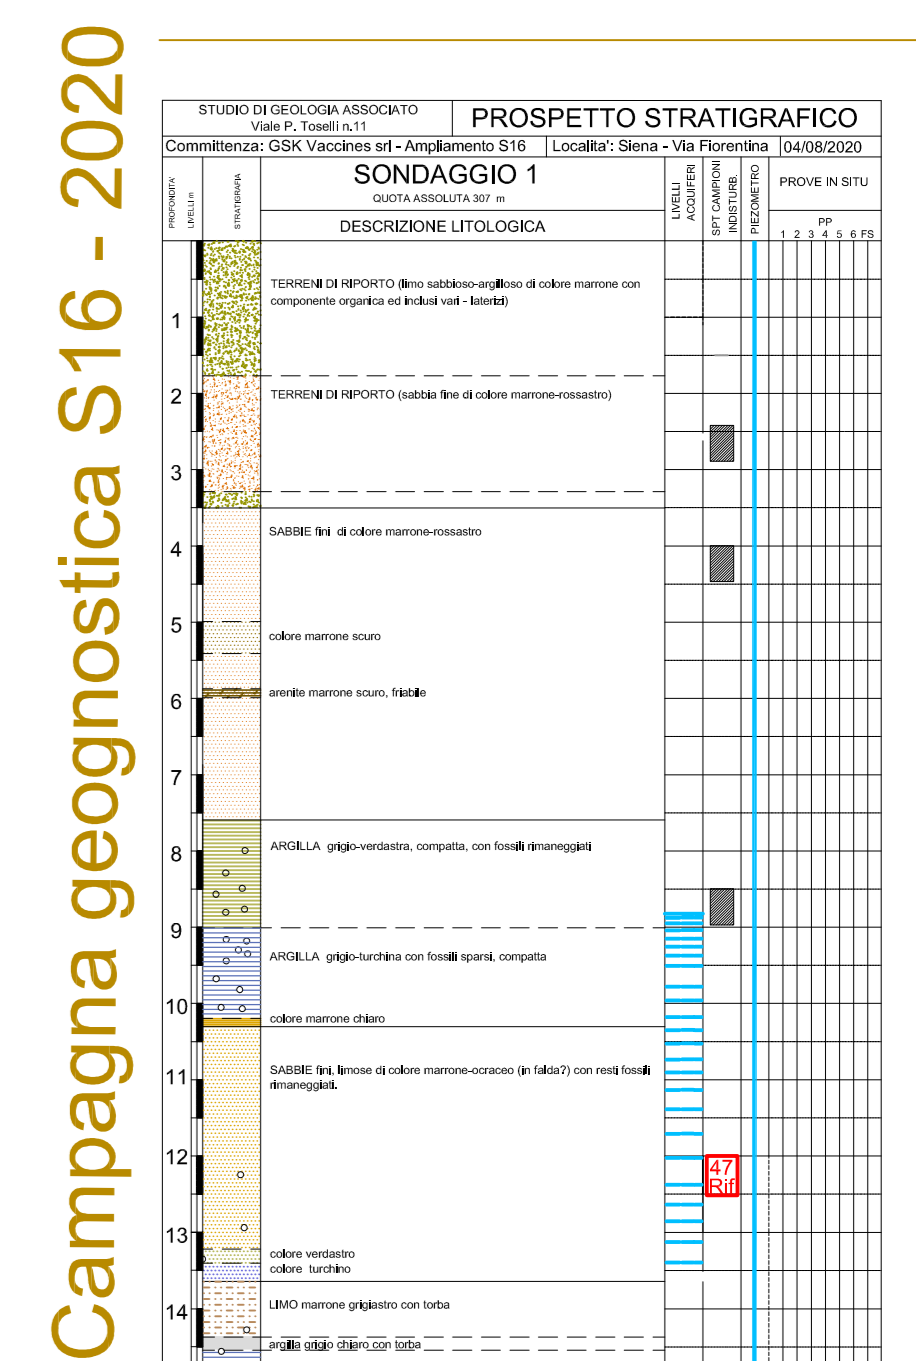 Campagna geognostica S16 - 2020
STUDIO DI GEOLOGIA ASSOCIATO
Viale P. Toselli n.11
PROSPETTO STRATIGRAFICO
Committenza: GSK Vaccines srl - Ampliamento S16
Localita': Siena - Via Fiorentina
04/08/2020
PROFONDITA'
LIVELLI m
STRATIGRAFIA
SONDAGGIO 1
QUOTA ASSOLUTA 307 m
DESCRIZIONE LITOLOGICA
LIVELLI
ACQUIFERI
SPT CAMPIONI
INDISTURB.
PIEZOMETRO
PROVE IN SITU
PP
1 2 3 4 5 6 FS
TERRENI DI RIPORTO (limo sabbioso-argilloso di colore marrone con
componente organica ed inclusi vari - laterizi)
1
2
TERRENI DI RIPORTO (sabbia fine di colore marrone-rossastro)
3
SABBIE fini di colore marrone-rossastro
4
5
colore marrone scuro
6
arenite marrone scuro, friabile
7
8
ARGILLA grigio-verdastra, compatta, con fossili rimaneggiati
9
ARGILLA grigio-turchina con fossili sparsi, compatta
10
colore marrone chiaro
SABBIE fini, limose di colore marrone-ocraceo (in falda?) con resti fossili
rimaneggiati.
11
12
47
Rif
13
colore verdastro
colore turchino
LIMO marrone grigiastro con torba
14
argilla grigio chiaro con torba